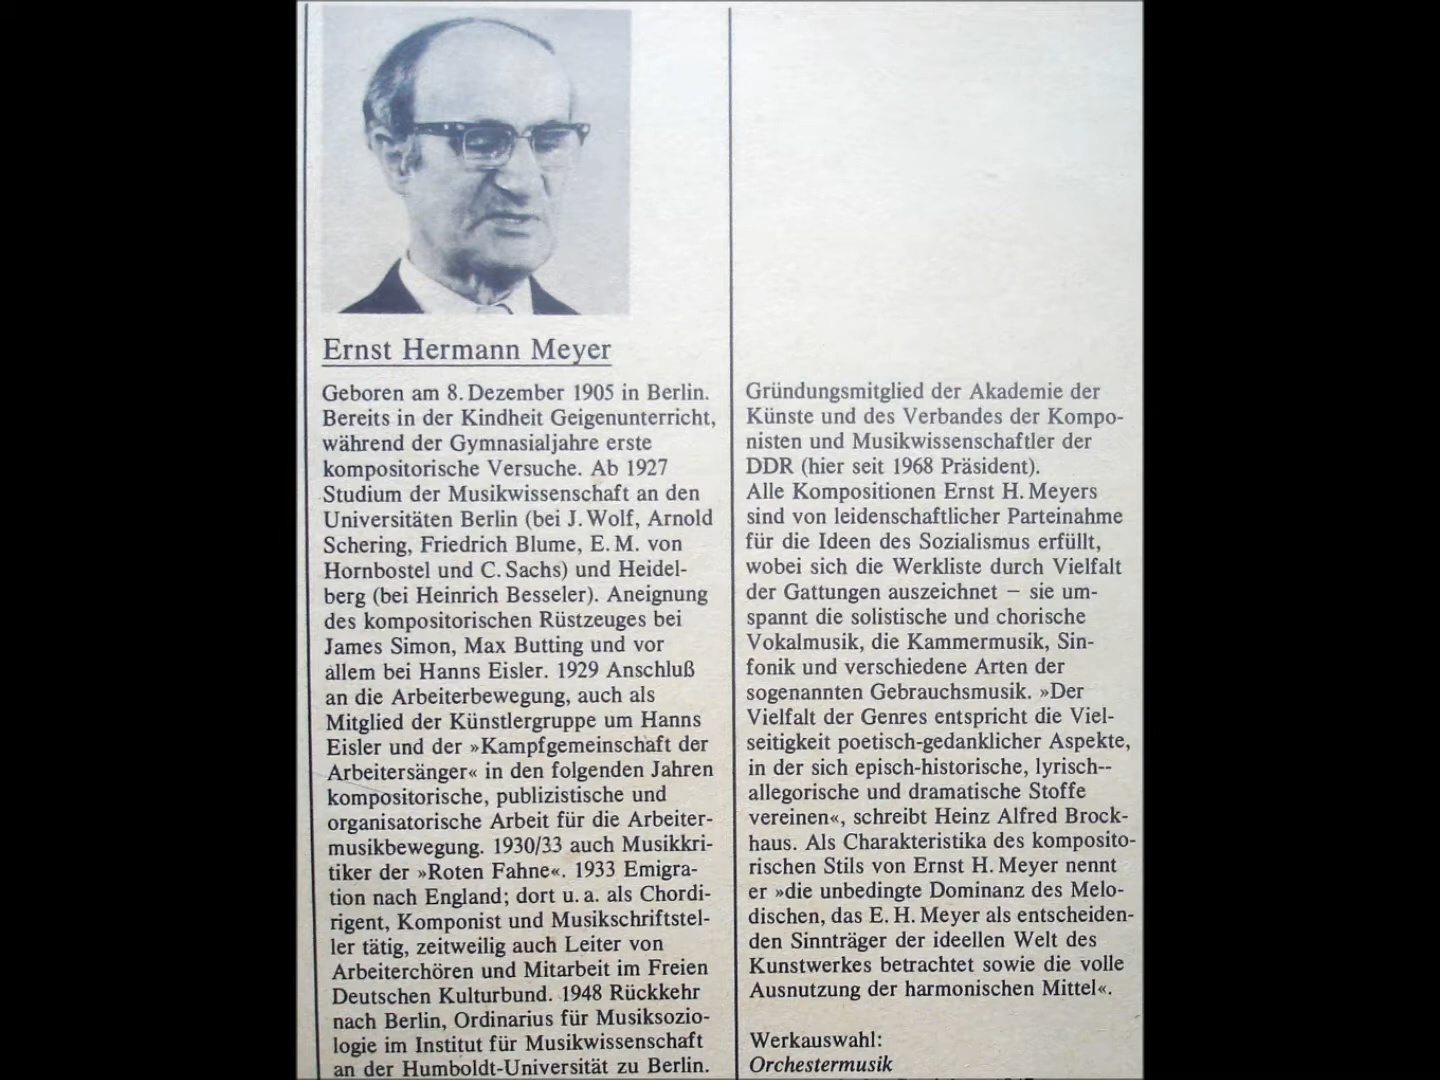 Ernst Hermann Meyer
Geboren am 8. Dezember 1905 in Berlin.
Bereits in der Kindheit Geigenunterricht,
während der Gymnasialjahre erste
kompositorische Versuche. Ab 1927
Studium der Musikwissenschaft an den
Universitäten Berlin (bei J. Wolf, Arnold
Schering, Friedrich Blume, E. M. von
Hornbostel und C. Sachs) und Heidel-
berg (bei Heinrich Besseler). Aneignung
des kompositorischen Rüstzeuges bei
James Simon, Max Butting und vor
allem bei Hanns Eisler. 1929 Anschluß
an die Arbeiterbewegung, auch als
Mitglied der Künstlergruppe um Hanns
Eisler und der »Kampfgemeinschaft der
Arbeitersänger« in den folgenden Jahren
kompositorische, publizistische und
organisatorische Arbeit für die Arbeiter-
musikbewegung. 1930/33 auch Musikkri-
tiker der »Roten Fahne«. 1933 Emigra-
tion nach England; dort u. a. als Chordi-
rigent, Komponist und Musikschriftstel-
ler tätig, zeitweilig auch Leiter von
Arbeiterchören und Mitarbeit im Freien
Deutschen Kulturbund. 1948 Rückkehr
nach Berlin, Ordinarius für Musiksozio-
logie im Institut für Musikwissenschaft
an der Humboldt-Universität zu Berlin.
Gründungsmitglied der Akademie der
Künste und des Verbandes der Kompo-
nisten und Musikwissenschaftler der
DDR (hier seit 1968 Präsident).
Alle Kompositionen Ernst H. Meyers
sind von leidenschaftlicher Parteinahme
für die Ideen des Sozialismus erfüllt,
wobei sich die Werkliste durch Vielfalt
der Gattungen auszeichnet – sie um-
spannt die solistische und chorische
Vokalmusik, die Kammermusik, Sin-
fonik und verschiedene Arten der
sogenannten Gebrauchsmusik. »Der
Vielfalt der Genres entspricht die Viel-
seitigkeit poetisch-gedanklicher Aspekte,
in der sich episch-historische, lyrisch--
allegorische und dramatische Stoffe
vereinen«, schreibt Heinz Alfred Brock-
haus. Als Charakteristika des komposito-
rischen Stils von Ernst H. Meyer nennt
er »die unbedingte Dominanz des Melo-
dischen, das E. H. Meyer als entscheiden-
den Sinnträger der ideellen Welt des
Kunstwerkes betrachtet sowie die volle
Ausnutzung der harmonischen Mittel«.
Werkauswahl:
Orchestermusik